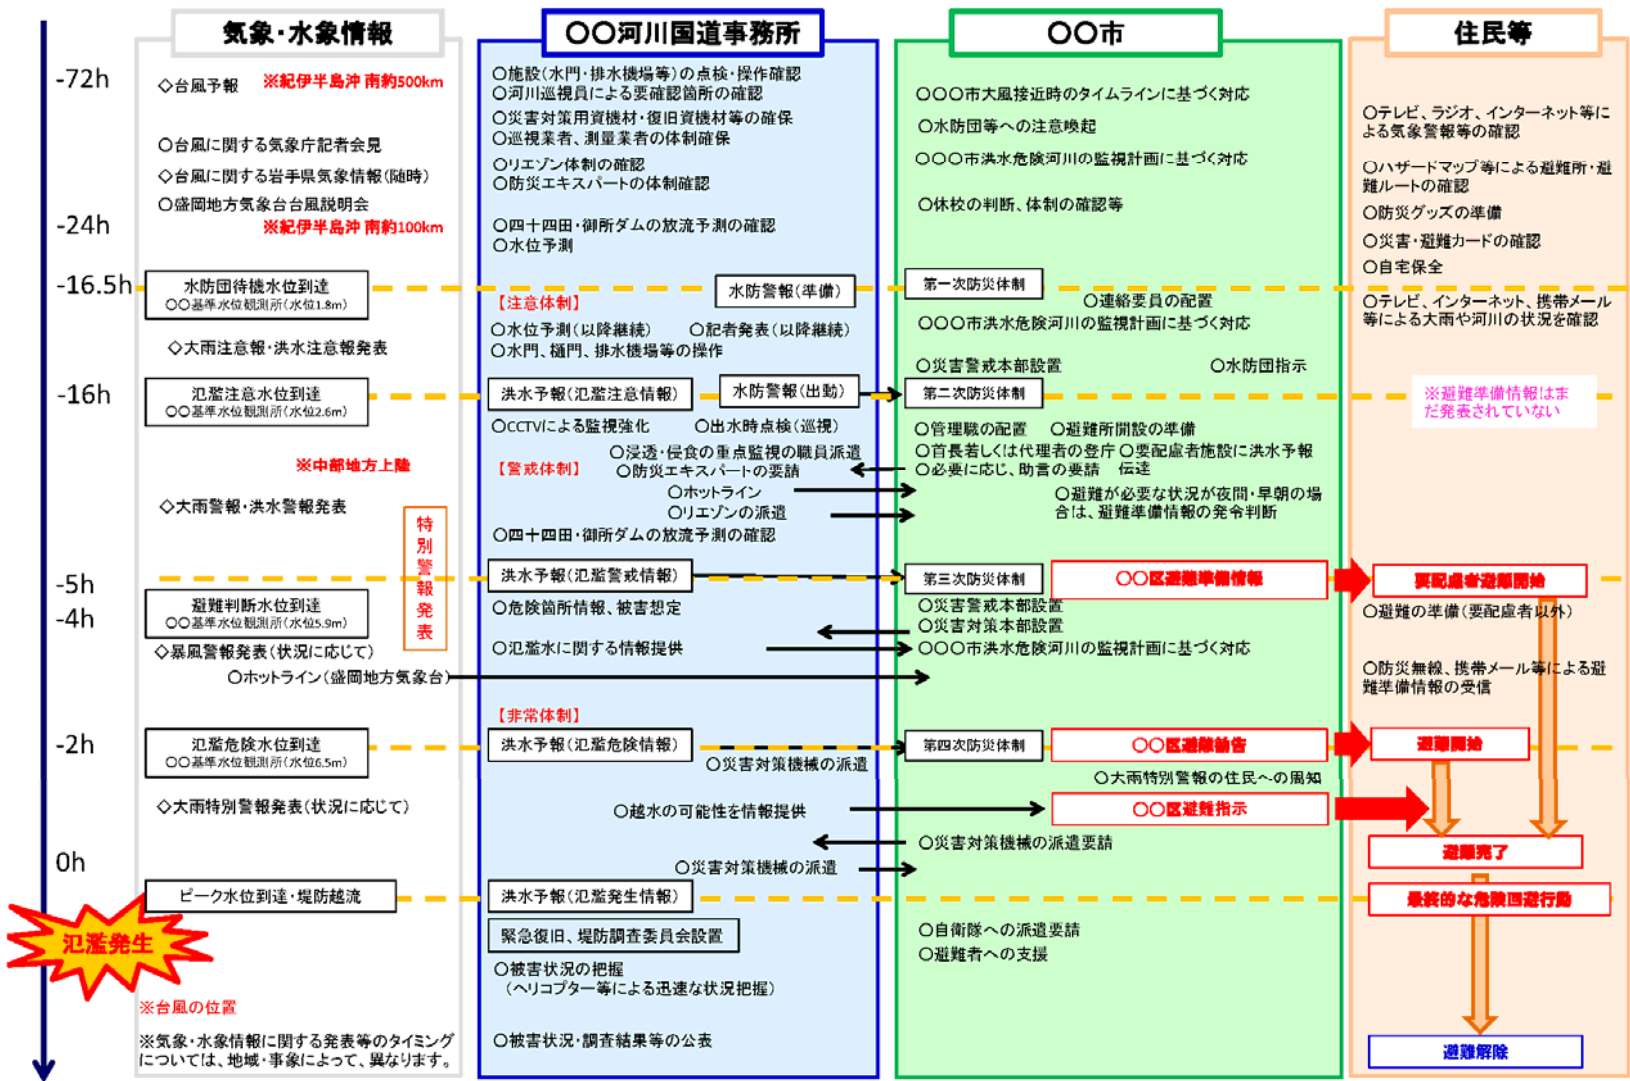 気象・水象情報
〇〇河川国道事務所
〇〇市
住民等
-72h
-24h
-16.5h
-16h
-5h
-4h
-2h
0h
氾濫発生
◇台風予報
※紀伊半島沖 南約500km
〇台風に関する気象庁記者会見
◇台風に関する岩手県気象情報(随時)
〇盛岡地方気象台台風説明会
※紀伊半島沖 南約100km
水防団待機水位到達
〇〇基準水位観測所(水位1.8m)
◇大雨注意報・洪水注意報発表
氾濫注意水位到達
〇〇基準水位観測所(水位2.6m)
※中部地方上陸
◇大雨警報・洪水警報発表
特別警報発表
避難判断水位到達
〇〇基準水位観測所(水位5.9m)
◇暴風警報発表(状況に応じて)
〇ホットライン(盛岡地方気象台)
氾濫危険水位到達
〇〇基準水位観測所(水位6.5m)
◇大雨特別警報発表(状況に応じて)
ピーク水位到達・堤防越流
※台風の位置
※気象・水象情報に関する発表等のタイミング
については、地域・事象によって、異なります。
〇施設(水門・排水機場等)の点検・操作確認
〇河川巡視員による要確認箇所の確認
〇災害対策用資機材・復旧資機材等の確保
〇巡視業者、測量業者の体制確保
〇リエゾン体制の確認
〇防災エキスパートの体制確認
〇四十四田・御所ダムの放流予測の確認
〇水位予測
水防警報(準備)
【注意体制】
〇水位予測(以降継続) 〇記者発表(以降継続)
〇水門、樋門、排水機場等の操作
洪水予報(氾濫注意情報)
水防警報(出動)
〇CCTVによる監視強化 〇出水時点検(巡視)
〇浸透・侵食の重点監視の職員派遣
【警戒体制】 〇防災エキスパートの要請
〇ホットライン
〇リエゾンの派遣
〇四十四田・御所ダムの放流予測の確認
洪水予報(氾濫警戒情報)
〇危険箇所情報、被害想定
〇氾濫水に関する情報提供
【非常体制】
洪水予報(氾濫危険情報)
〇災害対策機械の派遣
〇越水の可能性を情報提供
〇災害対策機械の派遣
洪水予報(氾濫発生情報)
緊急復旧、堤防調査委員会設置
〇被害状況の把握
(ヘリコプター等による迅速な状況把握)
〇被害状況・調査結果等の公表
〇〇〇市大風接近時のタイムラインに基づく対応
〇水防団等への注意喚起
〇〇〇市洪水危険河川の監視計画に基づく対応
〇休校の判断、体制の確認等
第一次防災体制
〇連絡要員の配置
〇〇〇市洪水危険河川の監視計画に基づく対応
〇災害警戒本部設置 〇水防団指示
第二次防災体制
〇管理職の配置 〇避難所開設の準備
〇首長若しくは代理者の登庁 〇要配慮者施設に洪水予報
〇必要に応じ、助言の要請 伝達
〇避難が必要な状況が夜間・早朝の場
合は、避難準備情報の発令判断
第三次防災体制
〇〇区避難準備情報
〇災害警戒本部設置
〇災害対策本部設置
〇〇〇市洪水危険河川の監視計画に基づく対応
第四次防災体制
〇〇区避難勧告
〇大雨特別警報の住民への周知
〇〇区避難指示
〇災害対策機械の派遣要請
〇自衛隊への派遣要請
〇避難者への支援
〇テレビ、ラジオ、インターネット等に
よる気象警報等の確認
〇ハザードマップ等による避難所・避
難ルートの確認
〇防災グッズの準備
〇災害・避難カードの確認
〇自宅保全
〇テレビ、インターネット、携帯メール
等による大雨や河川の状況を確認
※避難準備情報はま
だ発表されていない
要配慮者避難開始
〇避難の準備(要配慮者以外)
〇防災無線、携帯メール等による避
難準備情報の受信
避難開始
避難完了
最終的な危険回避行動
避難解除